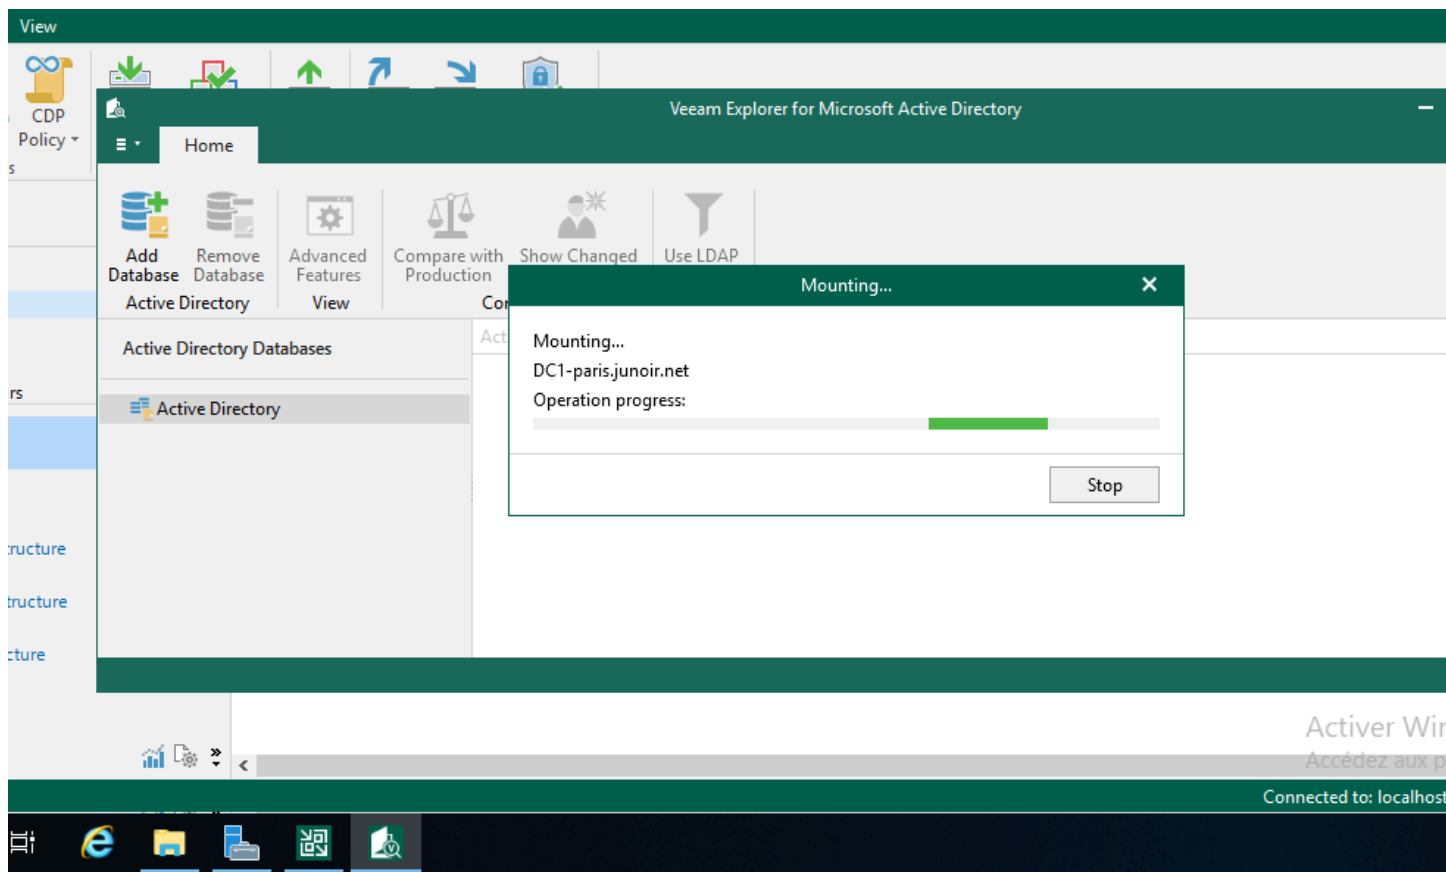 View
CDP
Policy
s
Veeam Explorer for Microsoft Active Directory
Home
Add
Database
Remove
Database
Advanced
Features
Compare with
Production
Show Changed
Use LDAP
Active Directory
View
Co
Mounting...
Active Directory Databases
Act
Mounting...
DC1-paris.junoir.net
Operation progress:
rs
Active Directory
Stop
ructure
tructure
cture
Activer Wi
Accédez aux p
Connected to: localhost